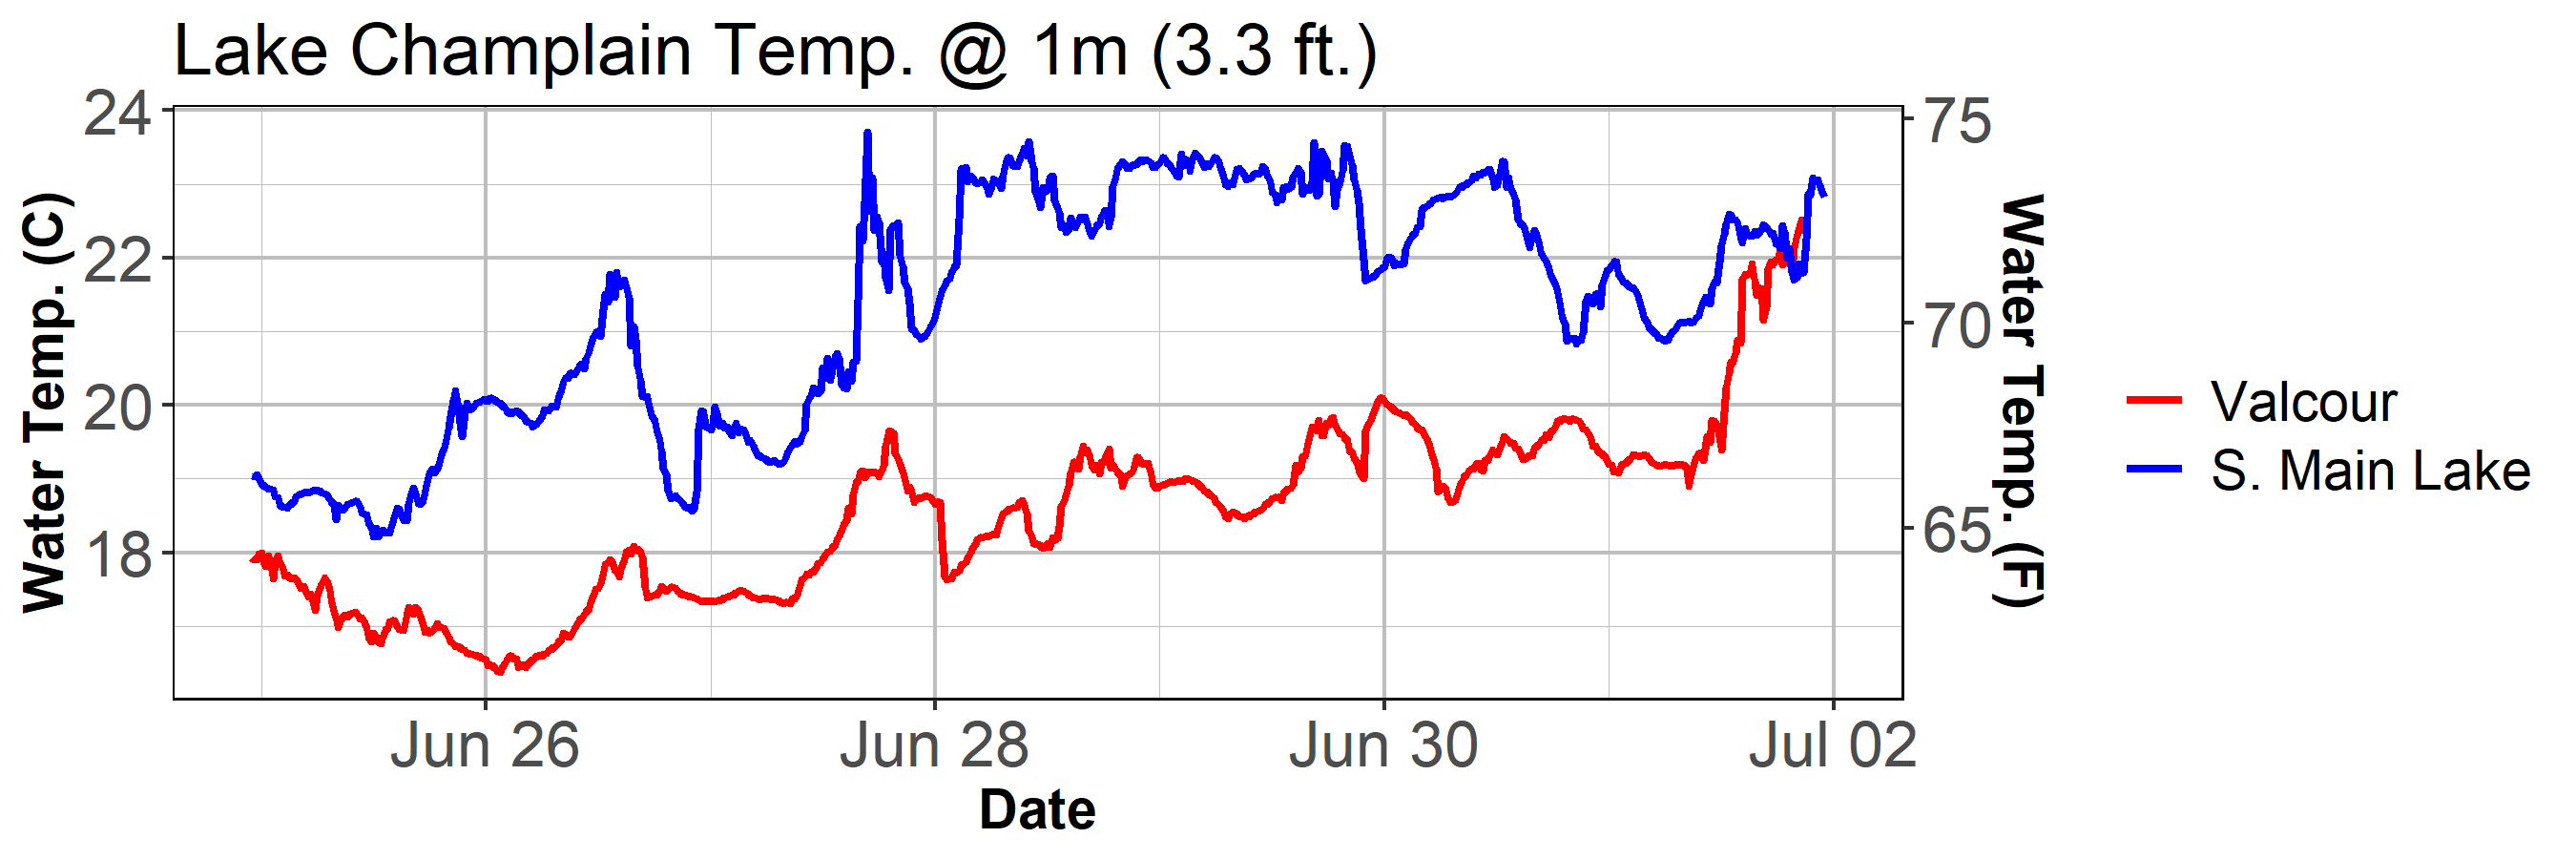 Lake Champlain Temp. @ 1m (3.3 ft.)
Water Temp. (C)
24
22
20
18
75
70
65
Water Temp. (F)
Jun 26
Jun 28
Jun 30
Jul 02
Date
Valcour
S. Main Lake